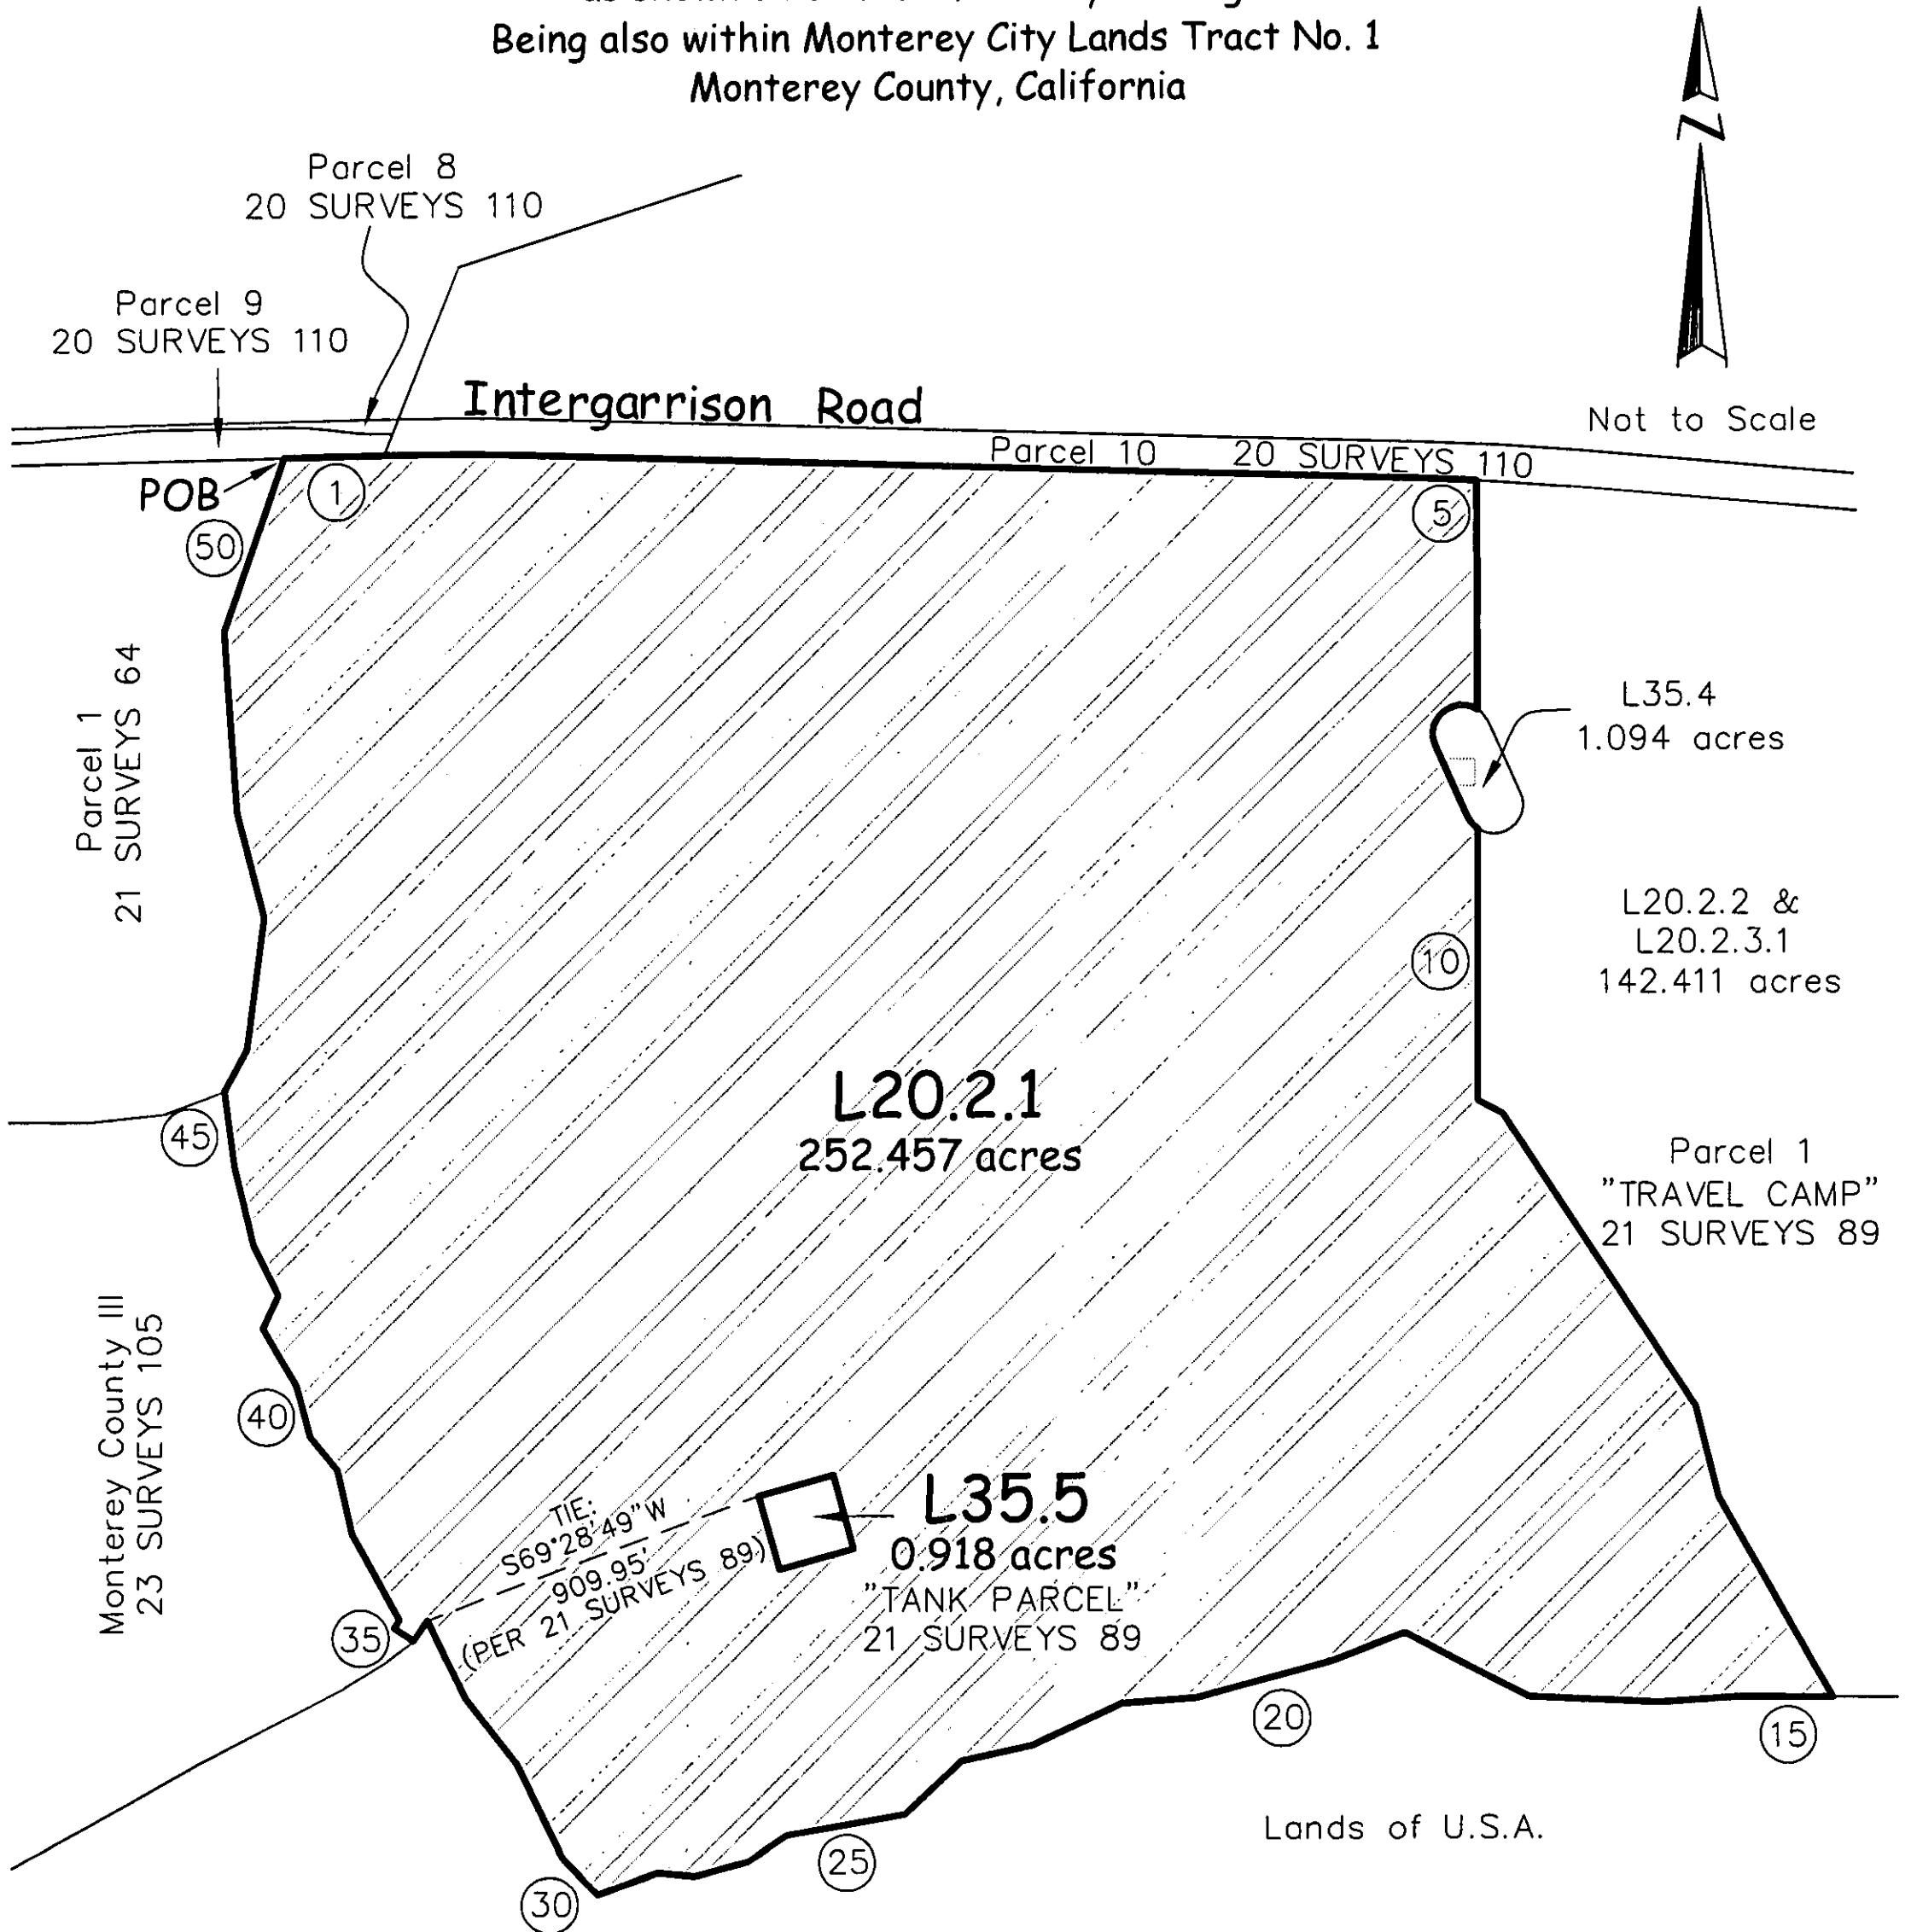 Being also within Monterey City Lands Tract No. 1
Monterey County, California
N
Not to Scale
Parcel 8
20 SURVEYS 110
Parcel 9
20 SURVEYS 110
Intergarrison Road
Parcel 10 20 SURVEYS 110
POB
1
5
50
Parcel 1
21 SURVEYS 64
L35.4
1.094 acres
L20.2.2 &
L20.2.3.1
142.411 acres
10
L20.2.1
252.457 acres
45
Parcel 1
"TRAVEL CAMP"
21 SURVEYS 89
Monterey County III
23 SURVEYS 105
40
TIE:
S69°28'49"W
909.95'
(PER 21 SURVEYS 89)
L35.5
0.918 acres
"TANK PARCEL"
21 SURVEYS 89
35
20
15
Lands of U.S.A.
25
30